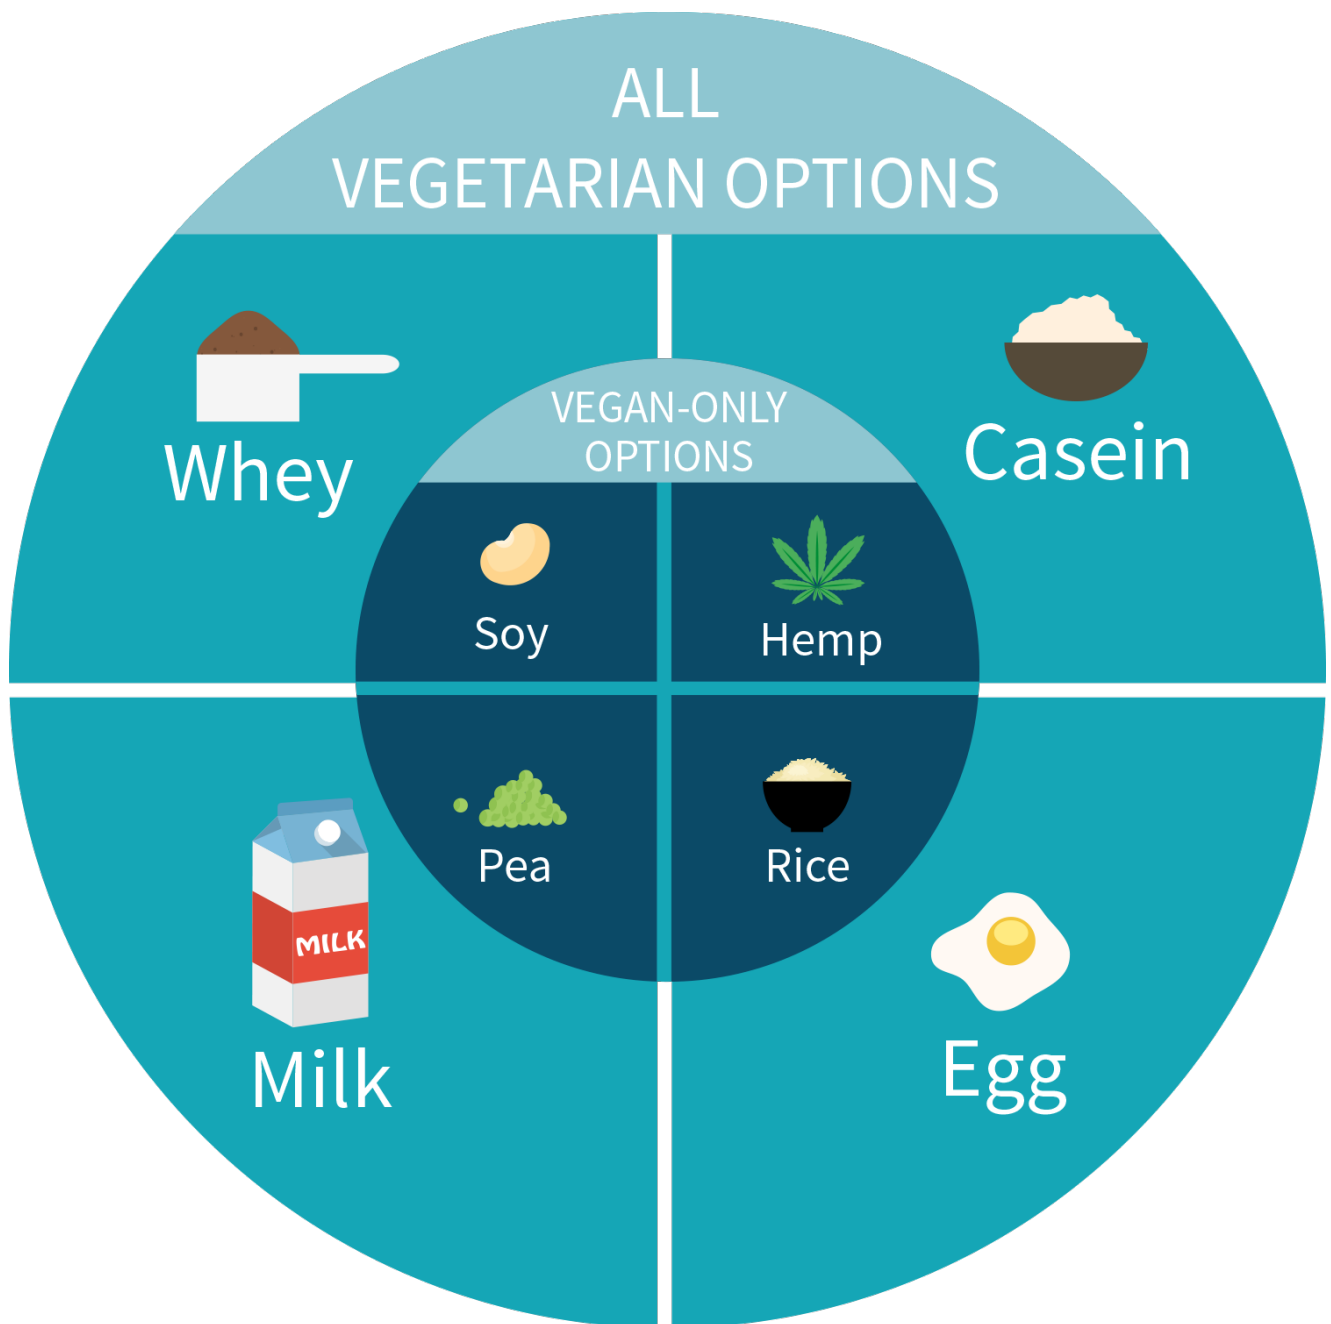 ALL
VEGETARIAN OPTIONS
Whey
Casein
VEGAN-ONLY
OPTIONS
Soy
Hemp
Pea
Rice
MILK
Milk
Egg